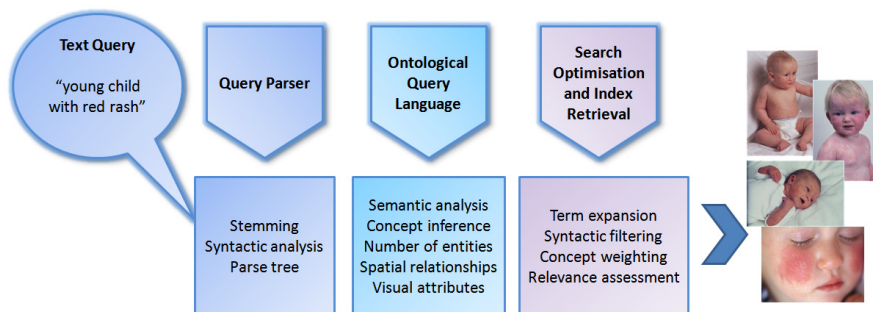 Text Query
“young child
with red rash”
Query Parser
Ontological
Query
Language
Search
Optimisation
and Index
Retrieval
Stemming
Syntactic analysis
Parse tree
Semantic analysis
Concept inference
Number of entities
Spatial relationships
Visual attributes
Term expansion
Syntactic filtering
Concept weighting
Relevance assessment